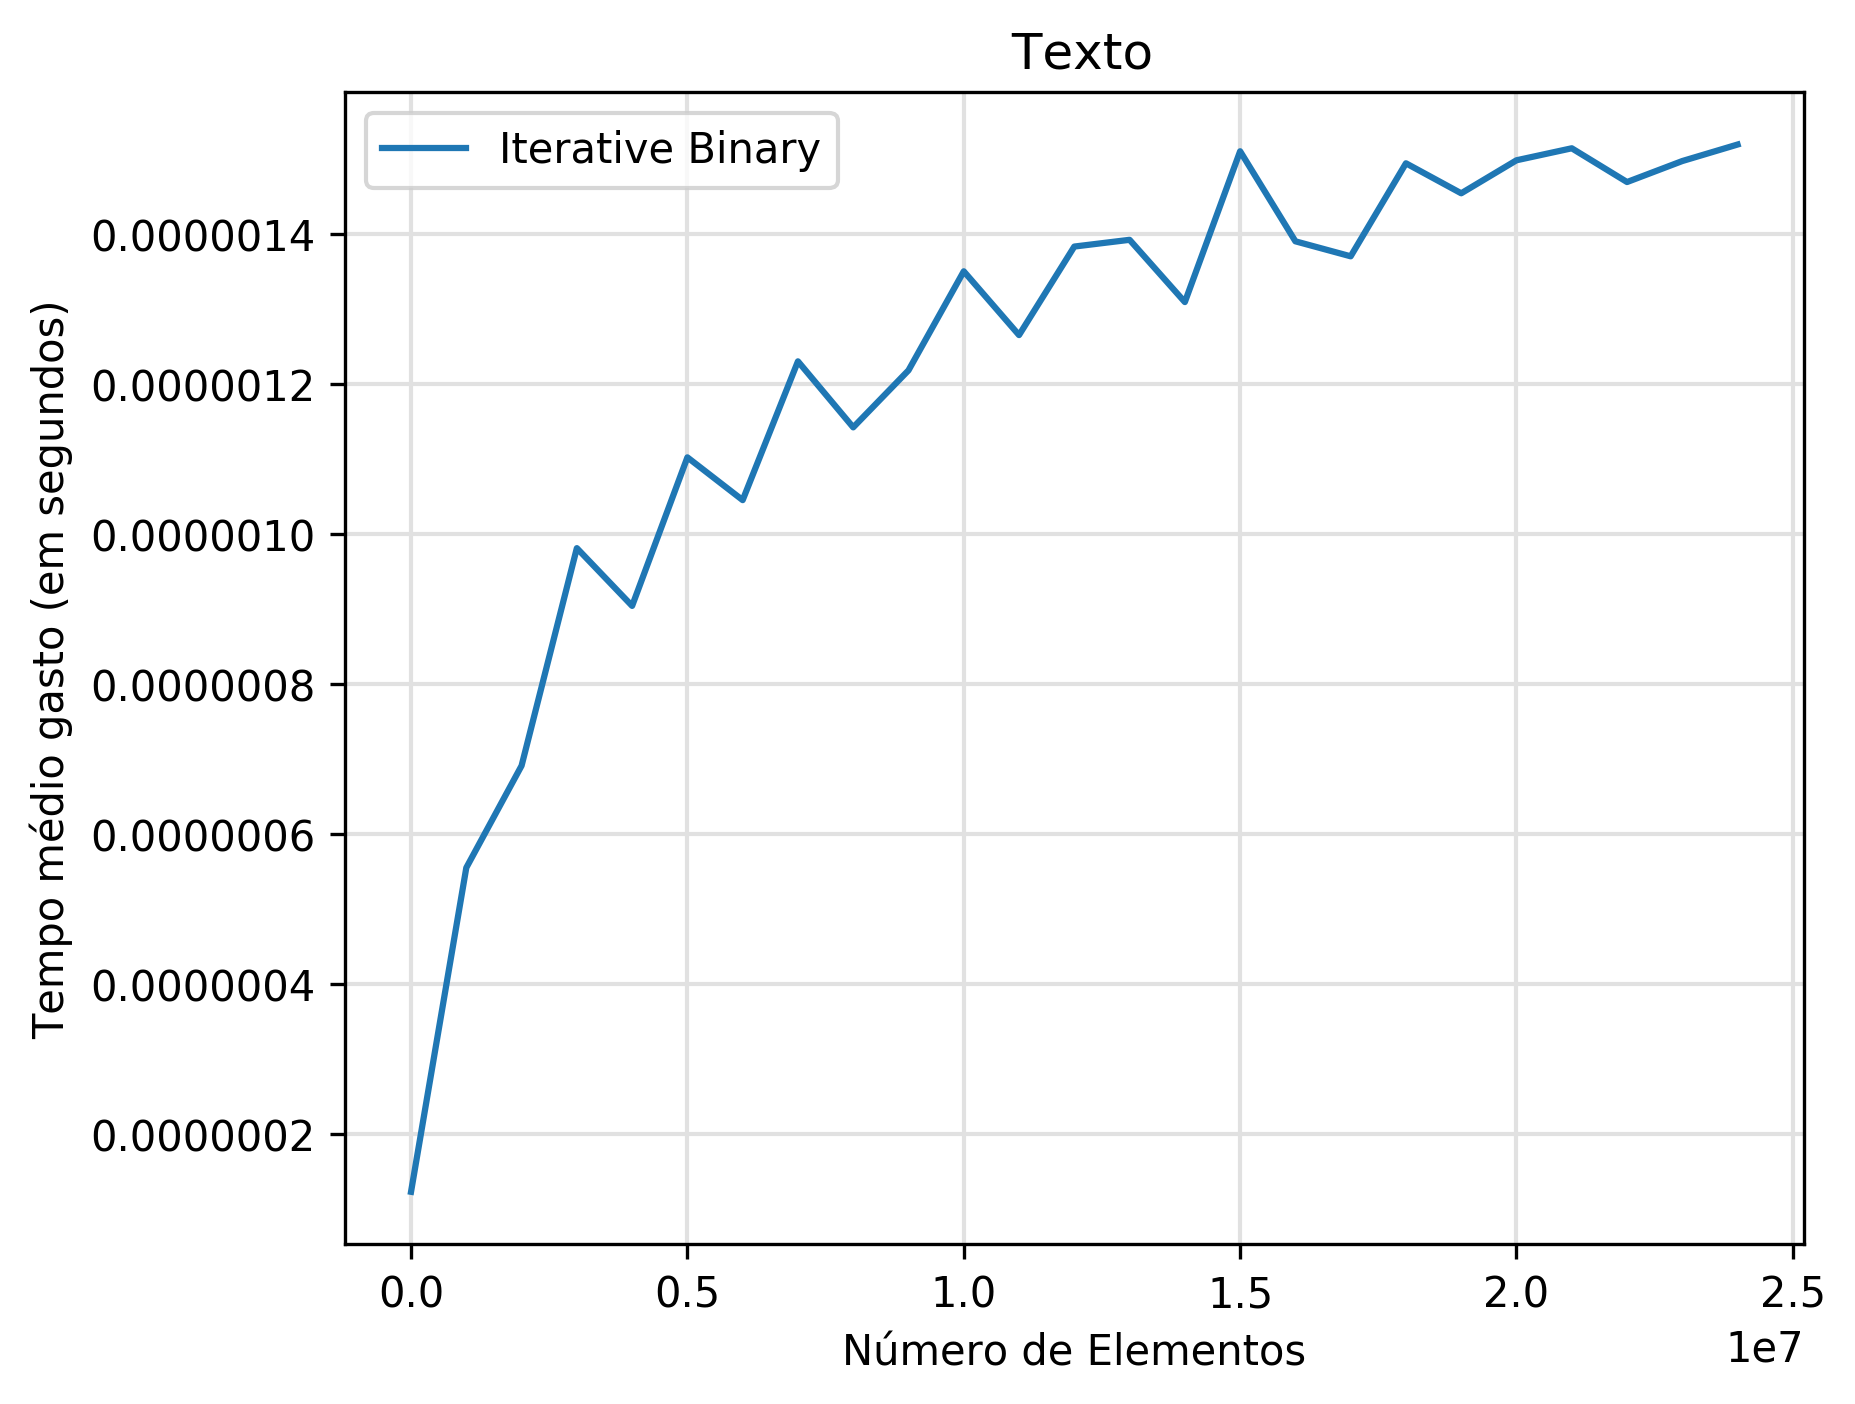 Texto
Iterative Binary
Tempo médio gasto (em segundos)
0.0000014
0.0000012
0.0000010
0.0000008
0.0000006
0.0000004
0.0000002
0.0 0.5 1.0 1.5 2.0 2.5
1e7
Número de Elementos